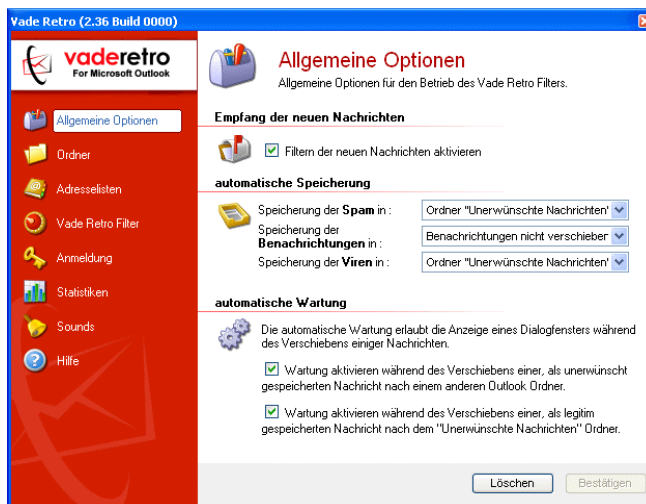 Vade Retro (2.36 Build 0000)
vaderetro
For Microsoft Outlook
Allgemeine Optionen
Ordner
Adresselisten
Vade Retro Filter
Anmeldung
Statistiken
Sounds
Hilfe
Allgemeine Optionen
Allgemeine Optionen für den Betrieb des Vade Retro Filters.
Empfang der neuen Nachrichten
Filtern der neuen Nachrichten aktivieren
automatische Speicherung
Speicherung der Spam in :
Ordner "Unerwünschte Nachrichten"
Speicherung der
Benachrichtungen in :
Benachrichtungen nicht verschieber
Speicherung der Viren in :
Ordner "Unerwünschte Nachrichten"
automatische Wartung
Die automatische Wartung erlaubt die Anzeige eines Dialogfensters während
des Verschiebens einiger Nachrichten.
Wartung aktivieren während des Verschiebens einer, als unerwünscht
gespeicherten Nachricht nach einem anderen Outlook Ordner.
Wartung aktivieren während des Verschiebens einer, als legitim
gespeicherten Nachricht nach dem "Unerwünschte Nachrichten" Ordner.
Löschen
Bestätigen